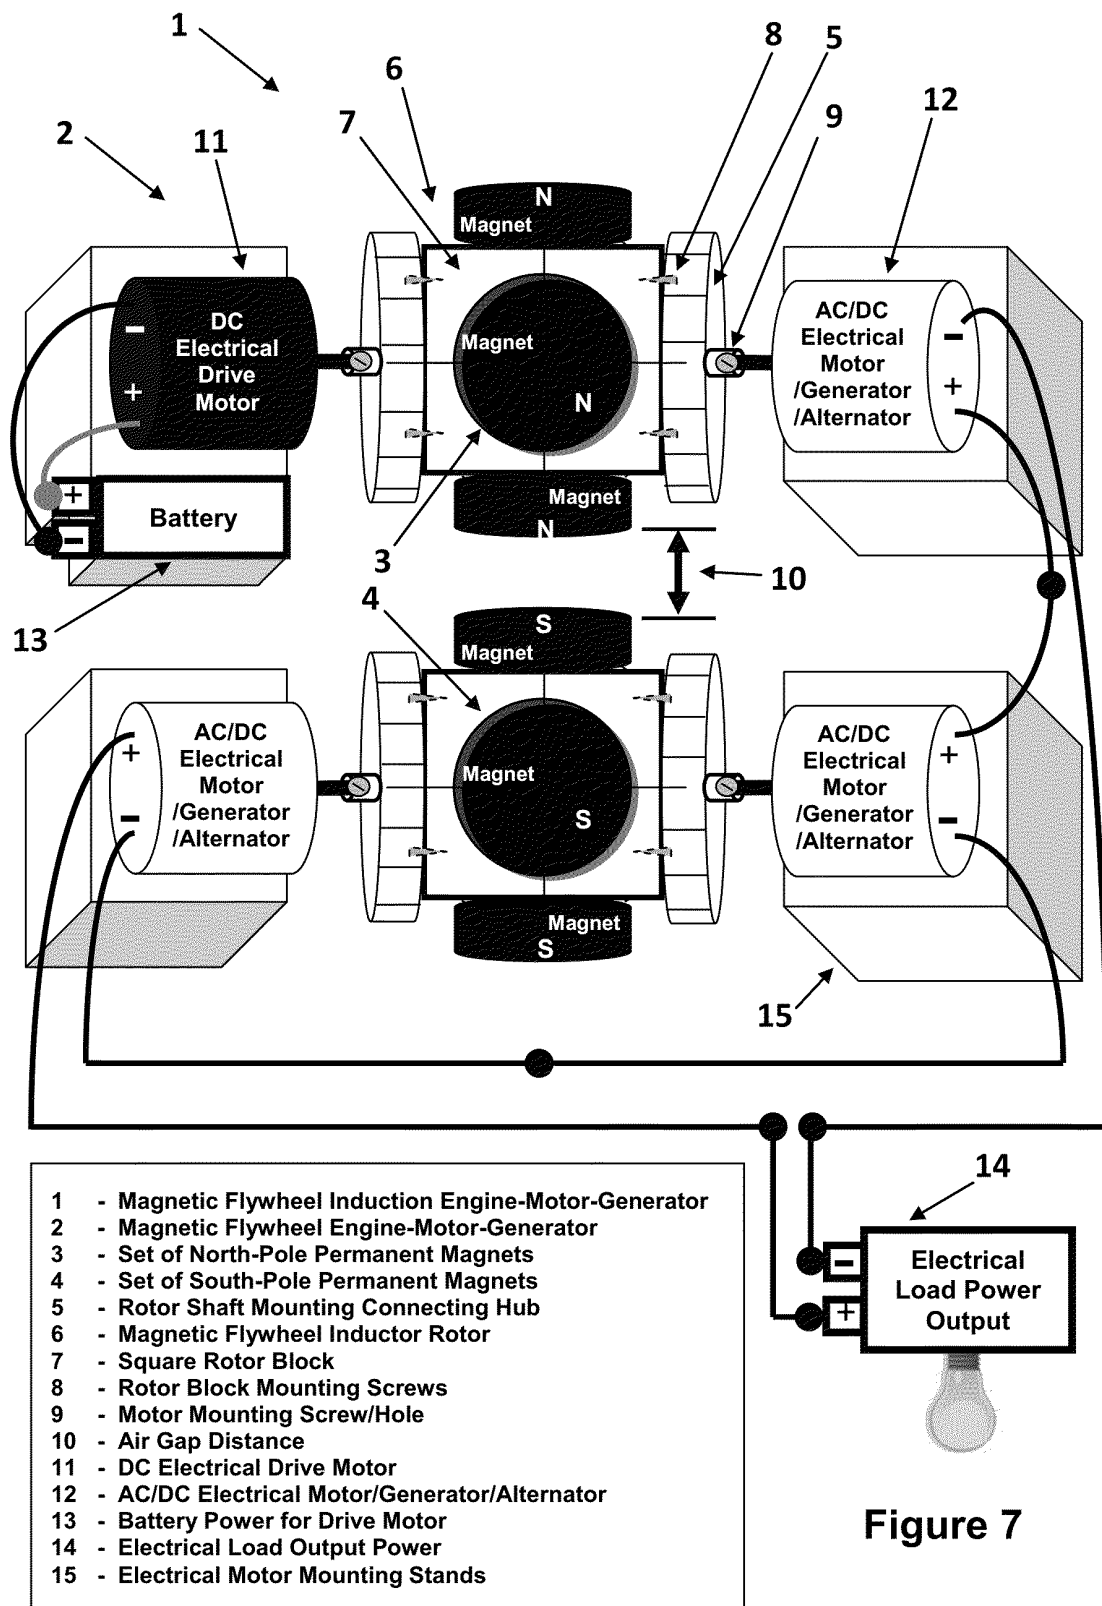 1
2
11
6
7
8
5
9
12
N
Magnet
Magnet
N
Magnet
N
DC
Electrical
Drive
Motor
-
+
AC/DC
Electrical
Motor
/Generator
/Alternator
-
+
+
-
Battery
13
3
4
10
S
Magnet
Magnet
S
Magnet
S
AC/DC
Electrical
Motor
/Generator
/Alternator
+
-
AC/DC
Electrical
Motor
/Generator
/Alternator
+
-
15
14
-
+
Electrical
Load Power
Output
1 - Magnetic Flywheel Induction Engine-Motor-Generator
2 - Magnetic Flywheel Engine-Motor-Generator
3 - Set of North-Pole Permanent Magnets
4 - Set of South-Pole Permanent Magnets
5 - Rotor Shaft Mounting Connecting Hub
6 - Magnetic Flywheel Inductor Rotor
7 - Square Rotor Block
8 - Rotor Block Mounting Screws
9 - Motor Mounting Screw/Hole
10 - Air Gap Distance
11 - DC Electrical Drive Motor
12 - AC/DC Electrical Motor/Generator/Alternator
13 - Battery Power for Drive Motor
14 - Electrical Load Output Power
15 - Electrical Motor Mounting Stands
Figure 7